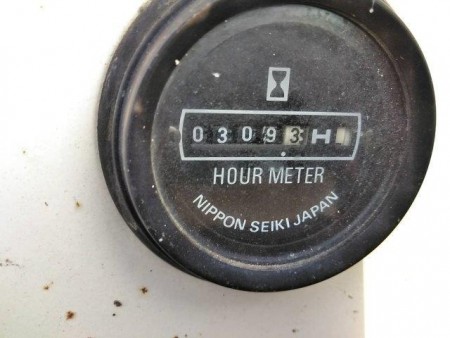 03093H
HOUR METER
NIPPON SEIKI JAPAN